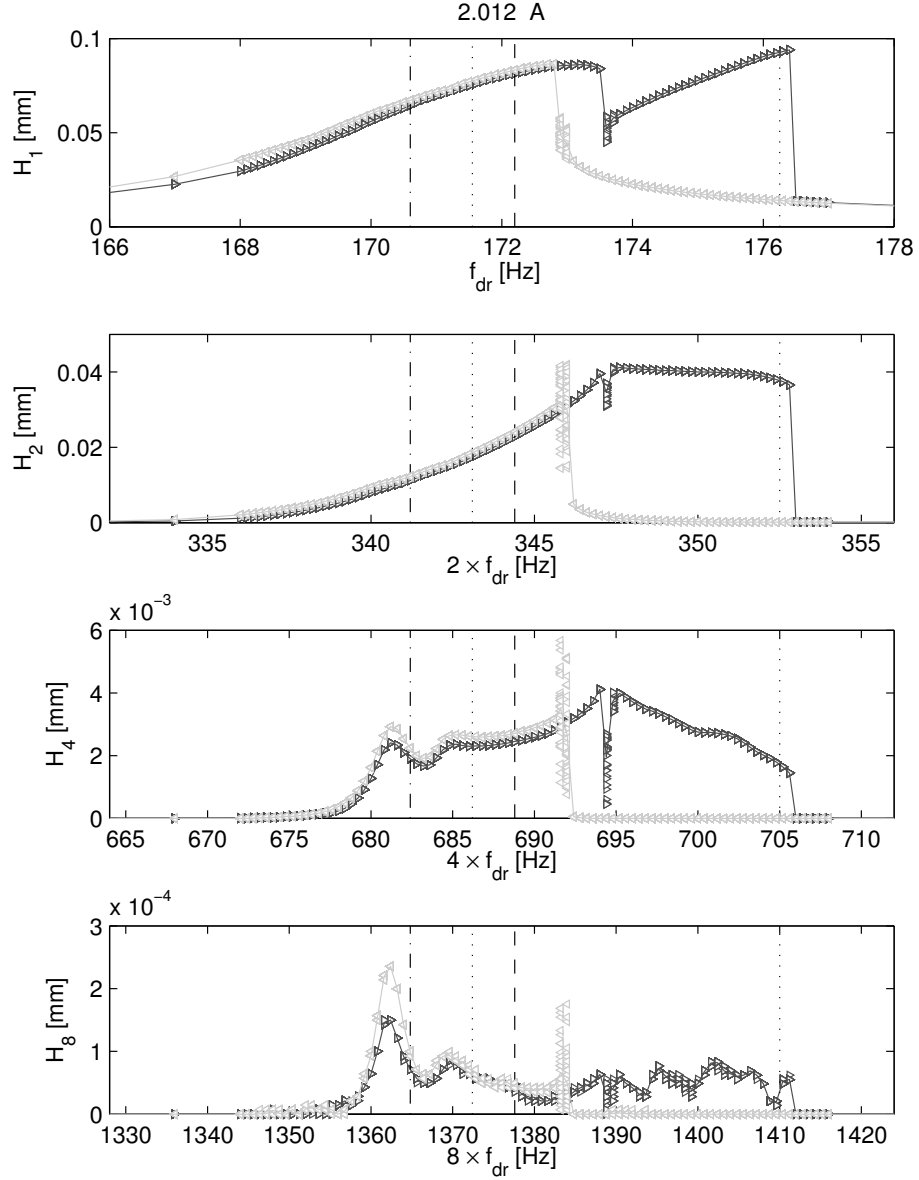 2.012 A
0.1
0.05
0
H1 [mm]
166 168 170 172 174 176 178
fdr [Hz]
0.04
0.02
0
H2 [mm]
335 340 345 350 355
2 × fdr [Hz]
x 10−3
6
4
2
0
H4 [mm]
665 670 675 680 685 690 695 700 705 710
4 × fdr [Hz]
x 10−4
3
2
1
0
H8 [mm]
1330 1340 1350 1360 1370 1380 1390 1400 1410 1420
8 × fdr [Hz]